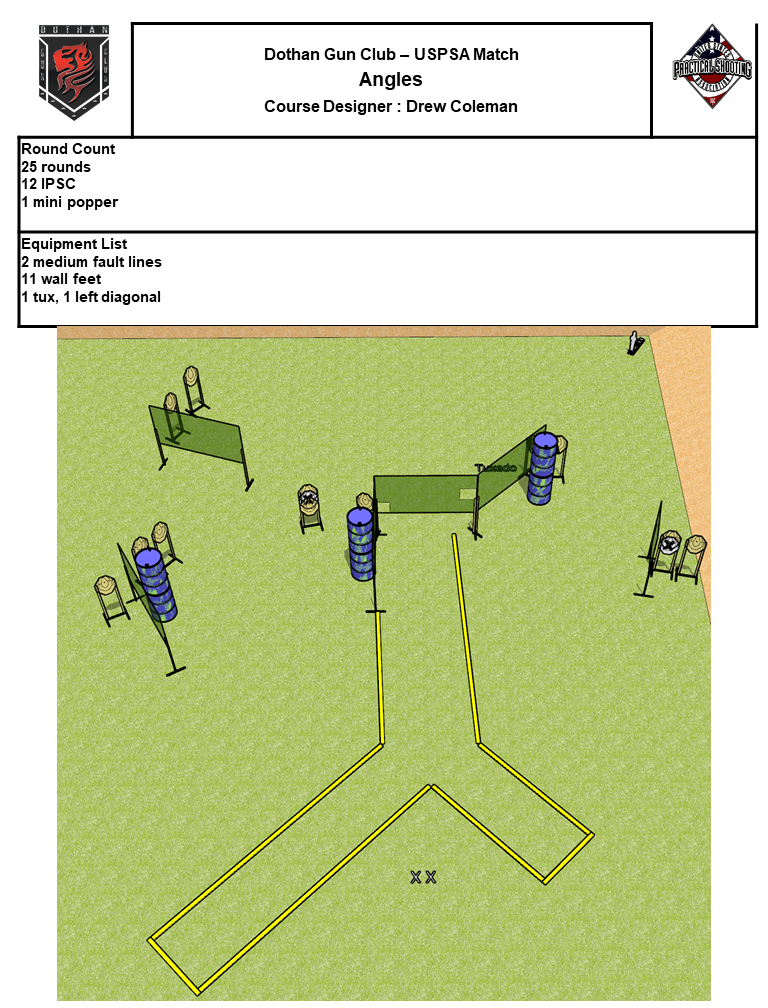 DOTHAN
GUN
CLUB
Dothan Gun Club – USPSA Match
Angles
Course Designer : Drew Coleman
UNITED STATES
PRACTICAL SHOOTING
ASSOCIATION
Round Count
25 rounds
12 IPSC
1 mini popper
Equipment List
2 medium fault lines
11 wall feet
1 tux, 1 left diagonal
Tuxedo
X X